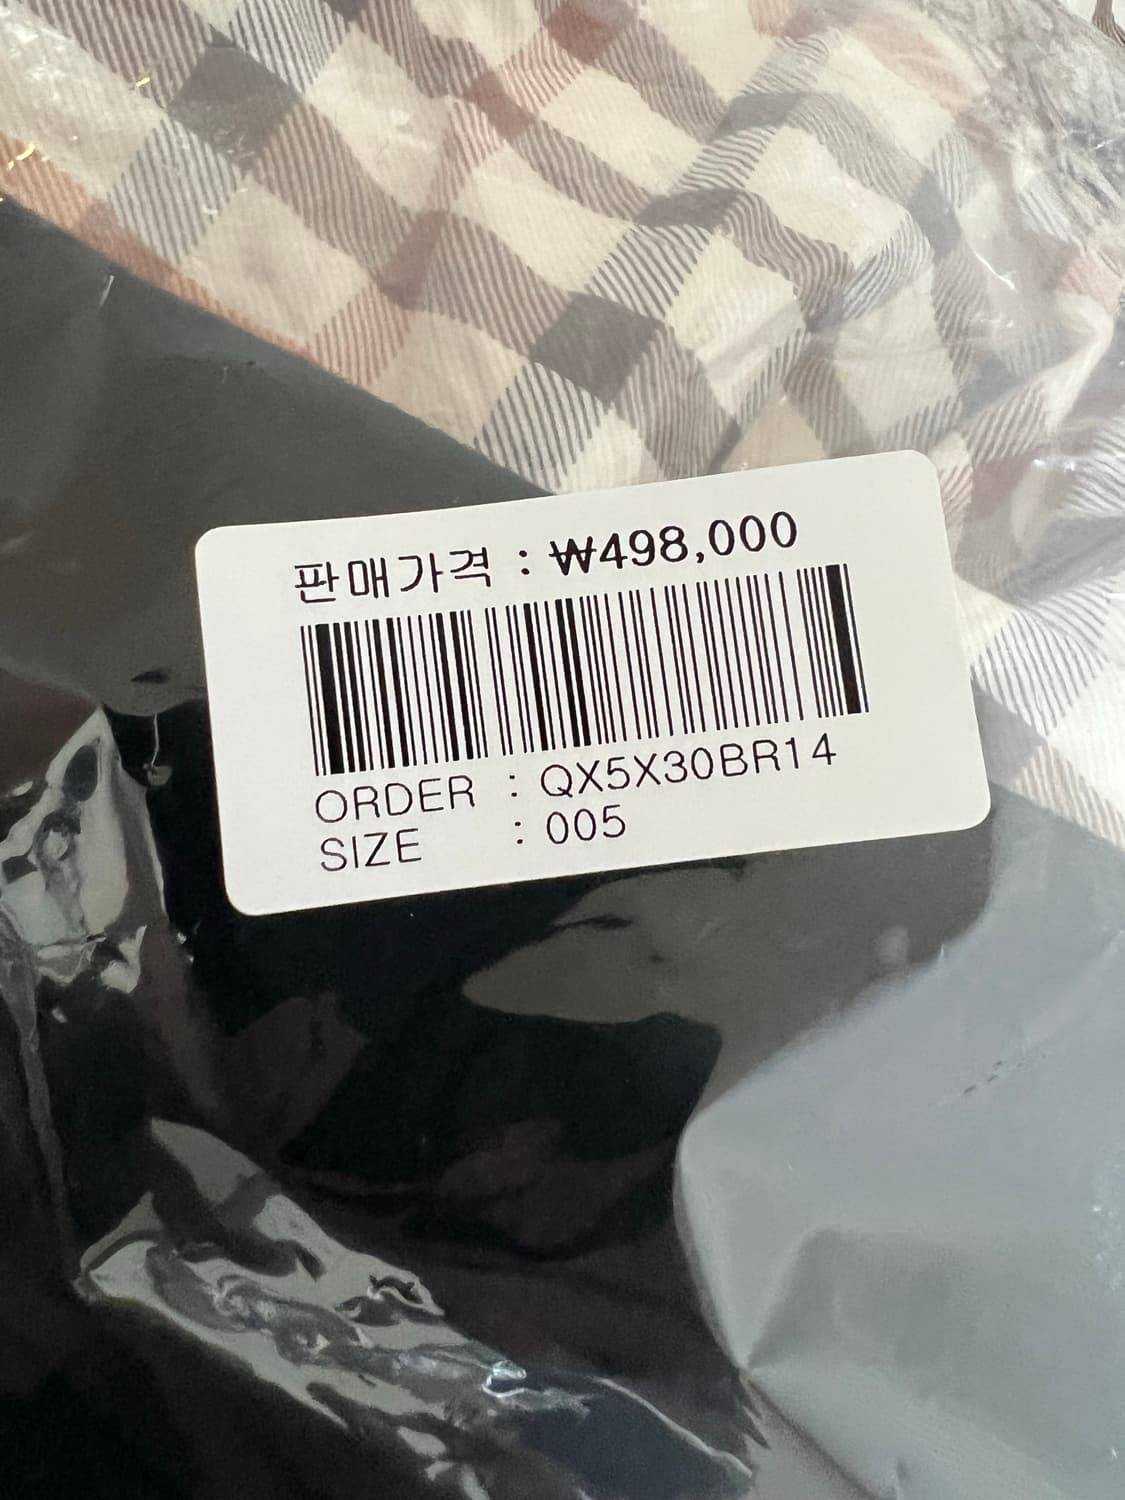 판매가격 : ₩498,000
ORDER : QX5X30BR14
SIZE : 005